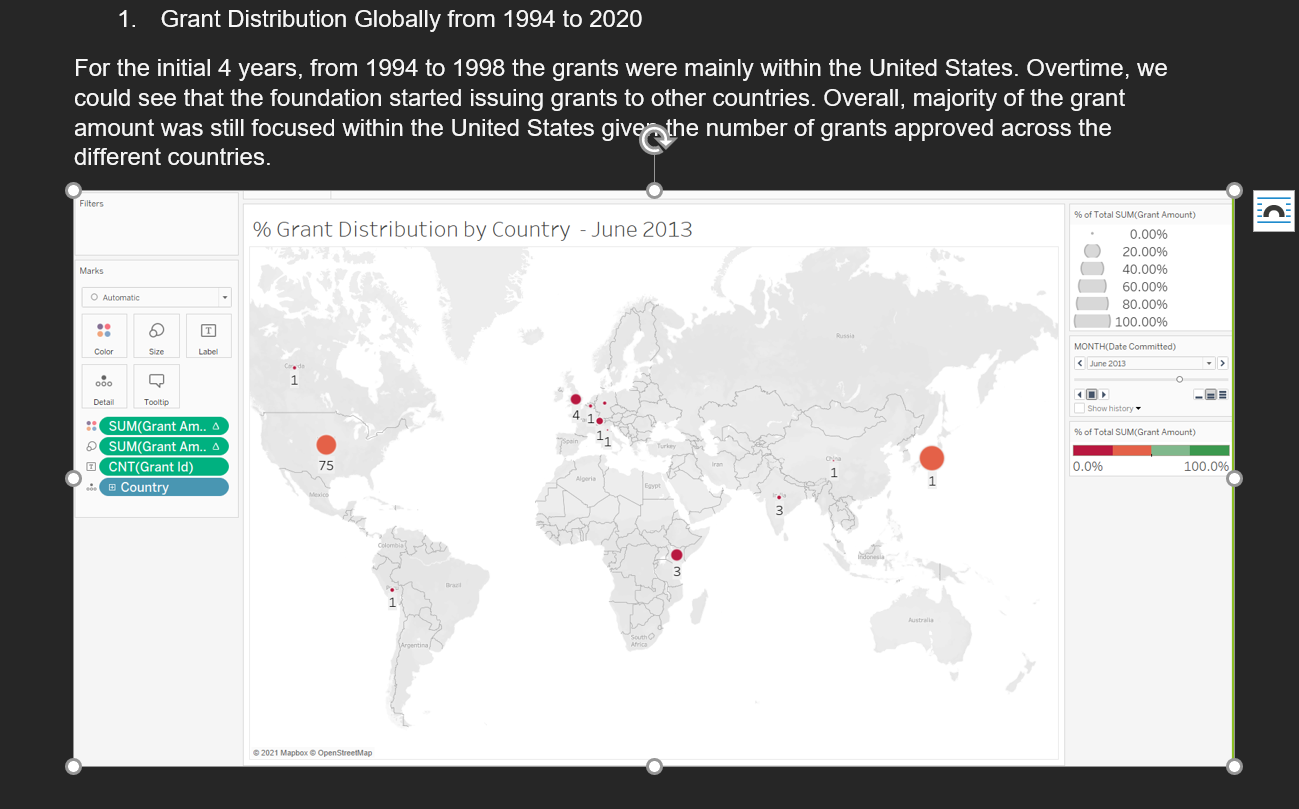 1. Grant Distribution Globally from 1994 to 2020
For the initial 4 years, from 1994 to 1998 the grants were mainly within the United States. Overtime, we
could see that the foundation started issuing grants to other countries. Overall, majority of the grant
amount was still focused within the United States given the number of grants approved across the
different countries.
Filters
Marks
Automatic
Color Size Label
Detail Tooltip
SUM(Grant Am.. Δ
SUM(Grant Am.. Δ
CNT(Grant Id)
Country
% Grant Distribution by Country - June 2013
Russia
Canada
1
4 1
1 1
75
Spain
Turkey
Iran
China
1
1
Mexico
Algeria
Egypt
3
Colombia
3
Indonesia
Brazil
1
Australia
South
Africa
Argentina
© 2021 Mapbox © OpenStreetMap
% of Total SUM(Grant Amount)
0.00%
20.00%
40.00%
60.00%
80.00%
100.00%
MONTH(Date Committed)
June 2013
Show history
% of Total SUM(Grant Amount)
0.0% 100.0%